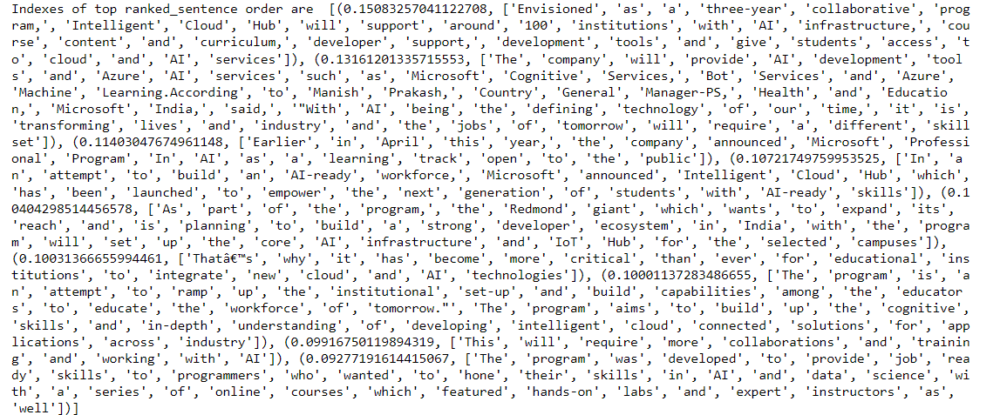 Indexes of top ranked_sentence order are  [(0.15083257041122708, ['Envisioned', 'as', 'a', 'three-year', 'collaborative', 'prog
ram,', 'Intelligent', 'Cloud', 'Hub', 'will', 'support', 'around', '100', 'institutions', 'with', 'AI', 'infrastructure,', 'cou
rse', 'content', 'and', 'curriculum,', 'developer', 'support,', 'development', 'tools', 'and', 'give', 'students', 'access', 't
o', 'cloud', 'and', 'AI', 'services']), (0.13161201335715553, ['The', 'company', 'will', 'provide', 'AI', 'development', 'tool
s', 'and', 'Azure', 'AI', 'services', 'such', 'as', 'Microsoft', 'Cognitive', 'Services,', 'Bot', 'Services', 'and', 'Azure',
'Machine', 'Learning.According', 'to', 'Manish', 'Prakash,', 'Country', 'General', 'Manager-PS,', 'Health', 'and', 'Educatio
n,', 'Microsoft', 'India,', 'said,', '"With', 'AI', 'being', 'the', 'defining', 'technology', 'of', 'our', 'time,', 'it', 'is',
'transforming', 'lives', 'and', 'industry', 'and', 'the', 'jobs', 'of', 'tomorrow', 'will', 'require', 'a', 'different', 'skill
set']), (0.11403047674961148, ['Earlier', 'in', 'April', 'this', 'year,', 'the', 'company', 'announced', 'Microsoft', 'Professi
onal', 'Program', 'In', 'AI', 'as', 'a', 'learning', 'track', 'open', 'to', 'the', 'public']), (0.10721749759953525, ['In', 'a
n', 'attempt', 'to', 'build', 'an', 'AI-ready', 'workforce,', 'Microsoft', 'announced', 'Intelligent', 'Cloud', 'Hub', 'which',
'has', 'been', 'launched', 'to', 'empower', 'the', 'next', 'generation', 'of', 'students', 'with', 'AI-ready', 'skills']), (0.1
0404298514456578, ['As', 'part', 'of', 'the', 'program,', 'the', 'Redmond', 'giant', 'which', 'wants', 'to', 'expand', 'its',
'reach', 'and', 'is', 'planning', 'to', 'build', 'a', 'strong', 'developer', 'ecosystem', 'in', 'India', 'with', 'the', 'progra
m', 'will', 'set', 'up', 'the', 'core', 'AI', 'infrastructure', 'and', 'IoT', 'Hub', 'for', 'the', 'selected', 'campuses']),
(0.10031366655994461, ['Thatâ€™s', 'why', 'it', 'has', 'become', 'more', 'critical', 'than', 'ever', 'for', 'educational', 'ins
titutions', 'to', 'integrate', 'new', 'cloud', 'and', 'AI', 'technologies']), (0.10001137283486655, ['The', 'program', 'is', 'a
n', 'attempt', 'to', 'ramp', 'up', 'the', 'institutional', 'set-up', 'and', 'build', 'capabilities', 'among', 'the', 'educator
s', 'to', 'educate', 'the', 'workforce', 'of', 'tomorrow."', 'The', 'program', 'aims', 'to', 'build', 'up', 'the', 'cognitive',
'skills', 'and', 'in-depth', 'understanding', 'of', 'developing', 'intelligent', 'cloud', 'connected', 'solutions', 'for', 'app
lications', 'across', 'industry']), (0.09916750119894319, ['This', 'will', 'require', 'more', 'collaborations', 'and', 'trainin
g', 'and', 'working', 'with', 'AI']), (0.09277191614415067, ['The', 'program', 'was', 'developed', 'to', 'provide', 'job', 'rea
dy', 'skills', 'to', 'programmers', 'who', 'wanted', 'to', 'hone', 'their', 'skills', 'in', 'AI', 'and', 'data', 'science', 'wi
th', 'a', 'series', 'of', 'online', 'courses', 'which', 'featured', 'hands-on', 'labs', 'and', 'expert', 'instructors', 'as',
'well'])]